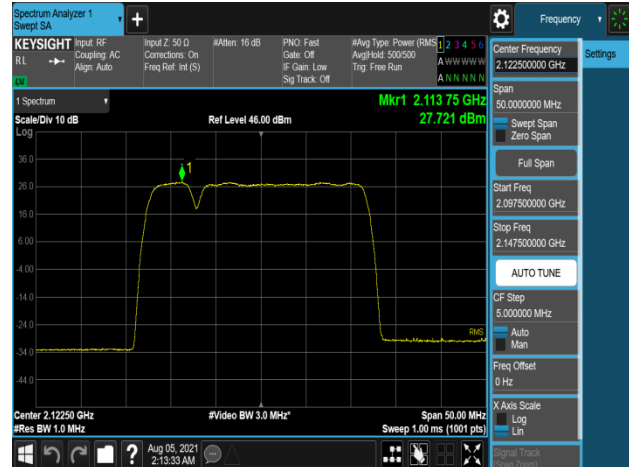 Spectrum Analyzer 1
Swept SA
+
Frequency
KEYSIGHT
RL
Input: RF
Coupling: AC
Align: Auto
Input Z: 50 Ω
Corrections: On
Freq Ref: Int (S)
#Atten: 16 dB
PNO: Fast
Gate: Off
IF Gain: Low
Sig Track: Off
#Avg Type: Power (RMS
Avg|Hold: 500/500
Trig: Free Run
1 2 3 4 5 6
A W W W W W
A N N N N N
1 Spectrum
Scale/Div 10 dB
Log
Ref Level 46.00 dBm
Mkr1 2.113 75 GHz
27.721 dBm
36.0
26.0
16.0
6.00
-4.00
-14.0
-24.0
-34.0
-44.0
1
RMS
Center 2.12250 GHz
#Res BW 1.0 MHz
#Video BW 3.0 MHz*
Span 50.00 MHz
Sweep 1.00 ms (1001 pts)
Aug 05, 2021
2:13:33 AM
?
Center Frequency
2.122500000 GHz
Span
50.0000000 MHz
Swept Span
Zero Span
Full Span
Start Freq
2.097500000 GHz
Stop Freq
2.147500000 GHz
AUTO TUNE
CF Step
5.000000 MHz
Auto
Man
Freq Offset
0 Hz
X Axis Scale
Log
Lin
Signal Track
(Span Zoom)
Settings